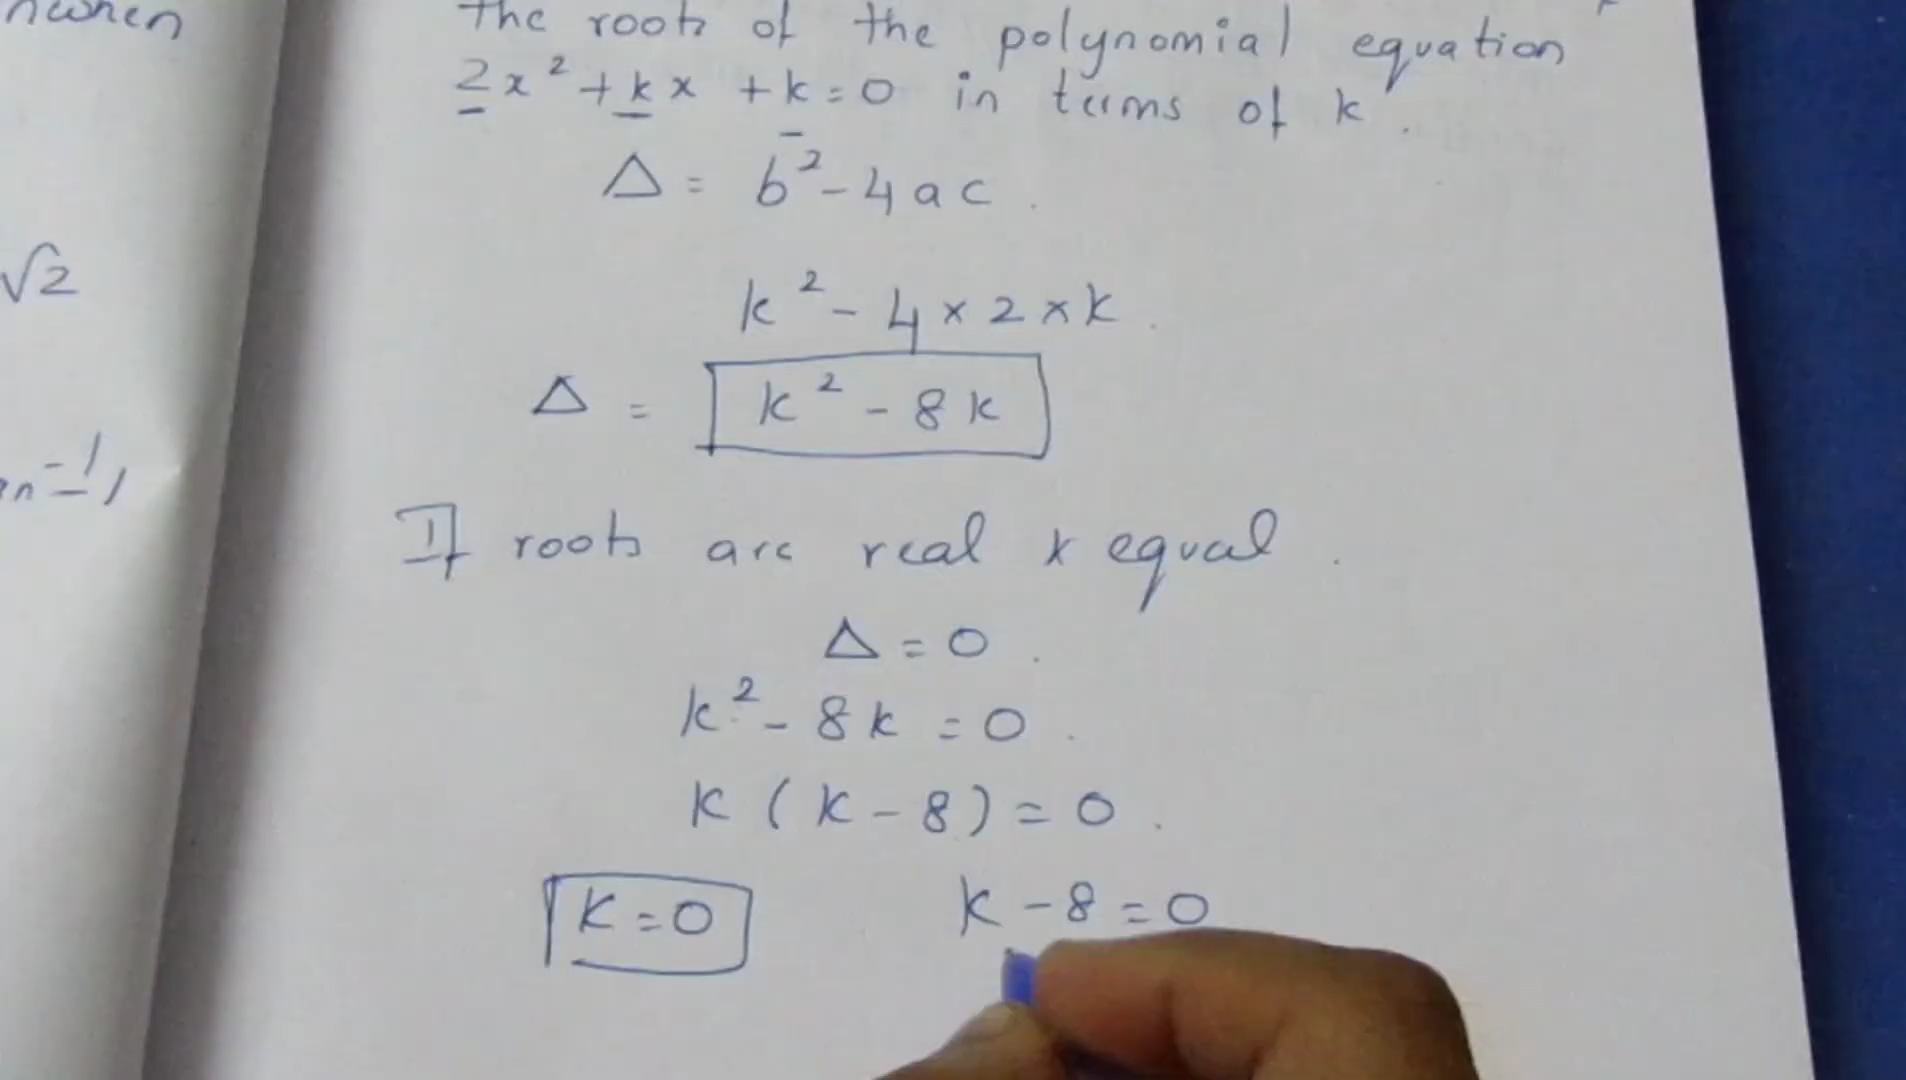 the roots of the polynomial equation
2x² + kx + k = 0 in terms of k.
Δ = b² - 4ac.
k² - 4 × 2 × k.
Δ = k² - 8k
If roots are real & equal.
Δ = 0.
k² - 8k = 0.
k (k - 8) = 0.
k = 0 k - 8 = 0
√2